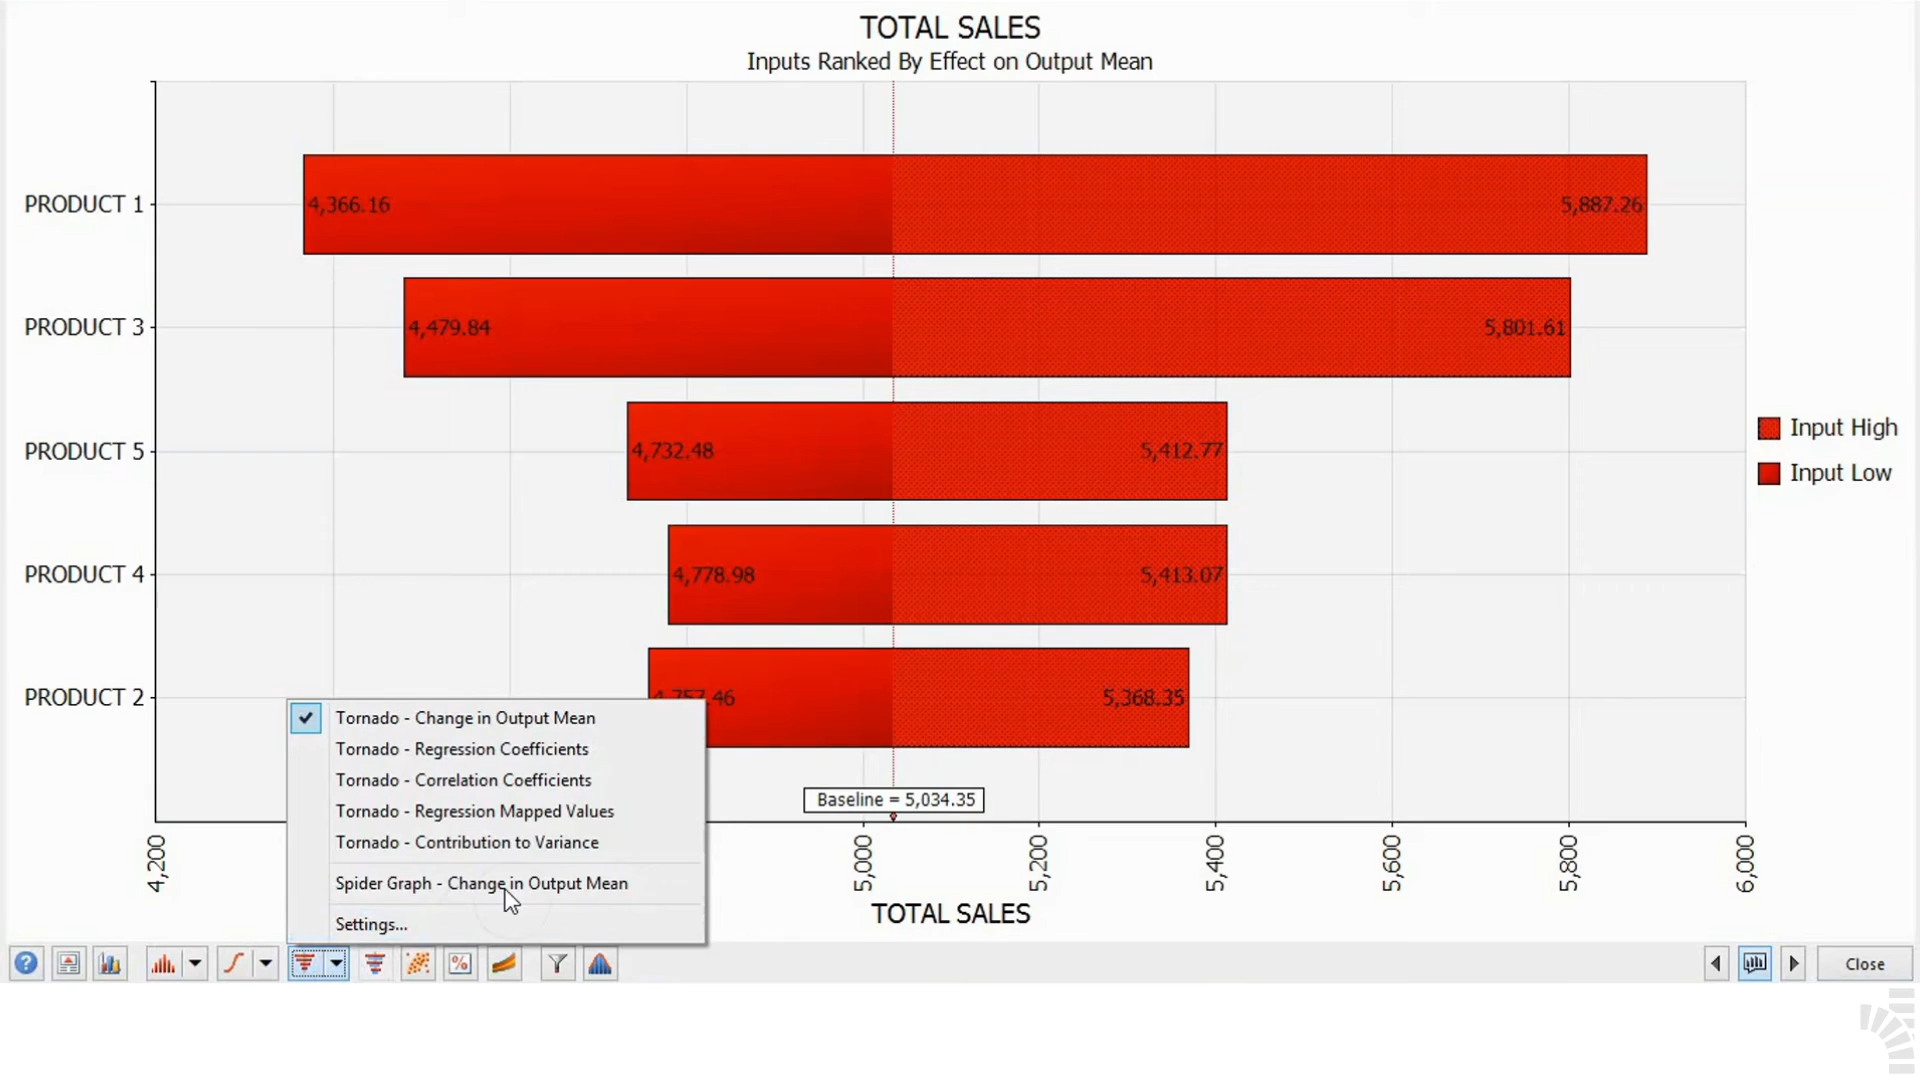 TOTAL SALES
Inputs Ranked By Effect on Output Mean
PRODUCT 1
4,366.16
5,887.26
PRODUCT 3
4,479.84
5,801.61
PRODUCT 5
4,732.48
5,412.77
PRODUCT 4
4,778.98
5,413.07
PRODUCT 2
4,757.46
5,368.35
Input High
Input Low
Tornado - Change in Output Mean
Tornado - Regression Coefficients
Tornado - Correlation Coefficients
Tornado - Regression Mapped Values
Tornado - Contribution to Variance
Spider Graph - Change in Output Mean
Settings...
Baseline = 5,034.35
4,200
5,000
5,200
5,400
5,600
5,800
6,000
TOTAL SALES
Close